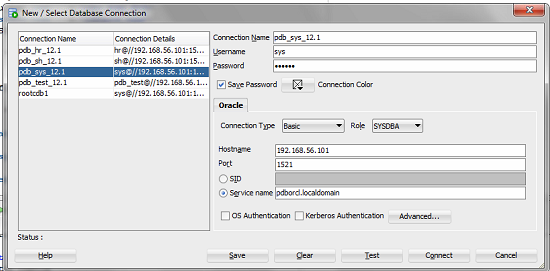 New / Select Database Connection
Connection Name Connection Details
pdb_hr_12.1 hr@//192.168.56.101:15...
pdb_sh_12.1 sh@//192.168.56.101:15...
pdb_sys_12.1 sys@//192.168.56.101:1...
pdb_test_12.1 pdb_test@//192.168.56.1...
rootcdb1 sys@//192.168.56.101:1...
Connection Name pdb_sys_12.1
Username sys
Password ••••••
Save Password Connection Color
Oracle
Connection Type Basic Role SYSDBA
Hostname 192.168.56.101
Port 1521
SID
Service name pdborcl.localdomain
OS Authentication Kerberos Authentication Advanced...
Status :
Help Save Clear Test Connect Cancel